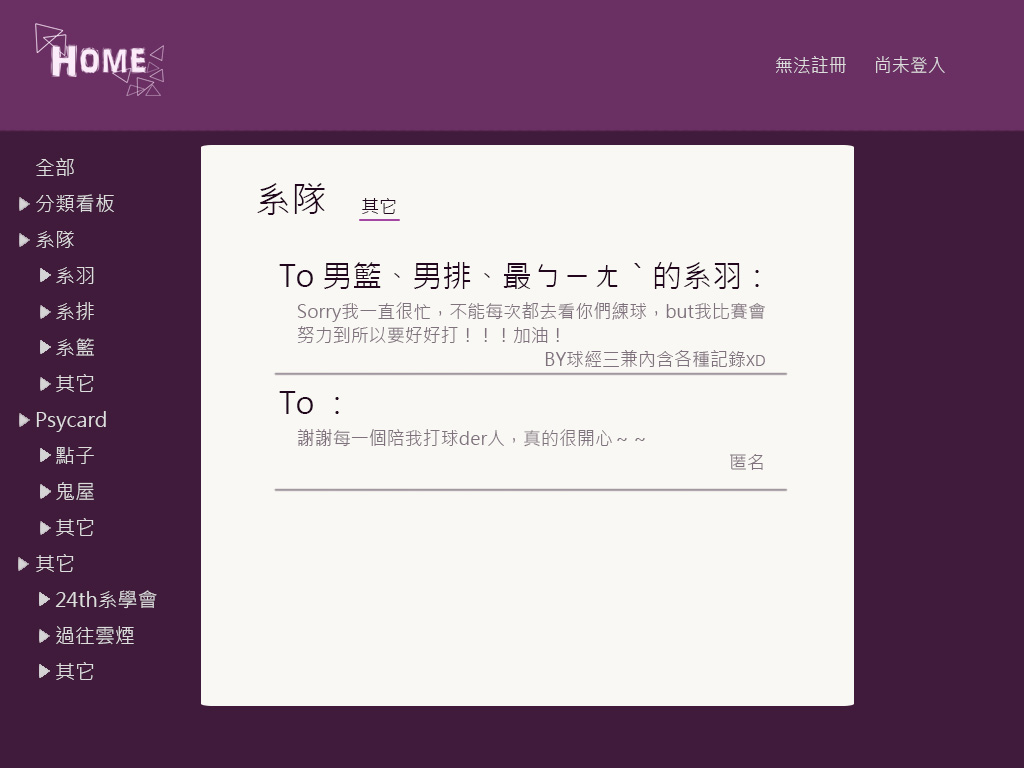 HOME
無法註冊 尚未登入
全部
分類看板
系隊
系羽
系排
系籃
其它
Psycard
點子
鬼屋
其它
其它
24th系學會
過往雲煙
其它
系隊 其它
To 男籃、男排、最ㄅㄧㄤˋ的系羽：
Sorry我一直很忙，不能每次都去看你們練球，but我比賽會
努力到所以要好好打！！！加油！
BY球經三兼內含各種記錄XD
To ：
謝謝每一個陪我打球der人，真的很開心～～
匿名